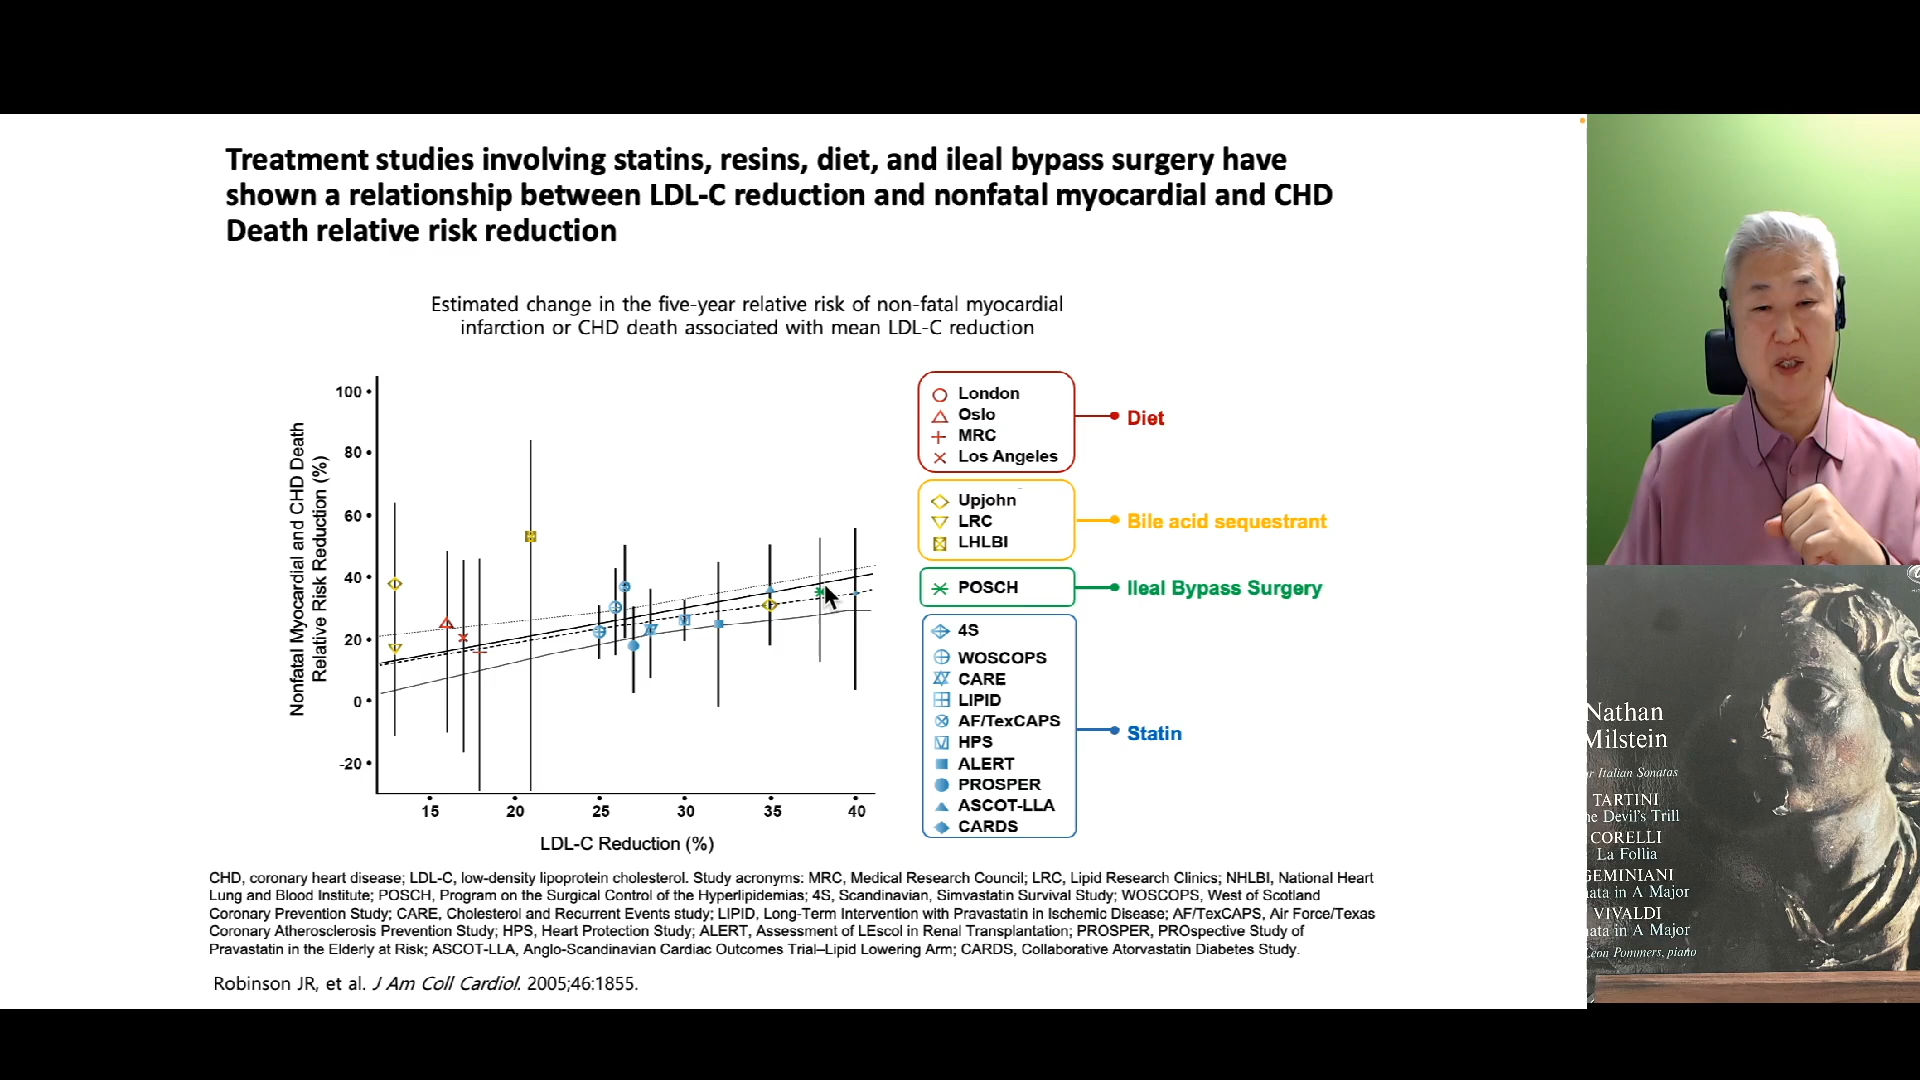 Treatment studies involving statins, resins, diet, and ileal bypass surgery have
shown a relationship between LDL-C reduction and nonfatal myocardial and CHD
Death relative risk reduction
Estimated change in the five-year relative risk of non-fatal myocardial
infarction or CHD death associated with mean LDL-C reduction
Nonfatal Myocardial and CHD Death
Relative Risk Reduction (%)
100
80
60
40
20
0
-20
15 20 25 30 35 40
LDL-C Reduction (%)
London
Oslo
MRC
Los Angeles
Diet
Upjohn
LRC
LHLBI
Bile acid sequestrant
POSCH
Ileal Bypass Surgery
4S
WOSCOPS
CARE
LIPID
AF/TexCAPS
HPS
ALERT
PROSPER
ASCOT-LLA
CARDS
Statin
CHD, coronary heart disease; LDL-C, low-density lipoprotein cholesterol. Study acronyms: MRC, Medical Research Council; LRC, Lipid Research Clinics; NHLBI, National Heart
Lung and Blood Institute; POSCH, Program on the Surgical Control of the Hyperlipidemias; 4S, Scandinavian, Simvastatin Survival Study; WOSCOPS, West of Scotland
Coronary Prevention Study; CARE, Cholesterol and Recurrent Events study; LIPID, Long-Term Intervention with Pravastatin in Ischemic Disease; AF/TexCAPS, Air Force/Texas
Coronary Atherosclerosis Prevention Study; HPS, Heart Protection Study; ALERT, Assessment of LEscol in Renal Transplantation; PROSPER, PROspective Study of
Pravastatin in the Elderly at Risk; ASCOT-LLA, Anglo-Scandinavian Cardiac Outcomes Trial–Lipid Lowering Arm; CARDS, Collaborative Atorvastatin Diabetes Study.
Robinson JR, et al. J Am Coll Cardiol. 2005;46:1855.
Nathan
Milstein
Italian Sonatas
TARTINI
Devil's Trill
CORELLI
La Follia
GEMINIANI
in A Major
VIVALDI
in A Major
Leon Pommers, piano